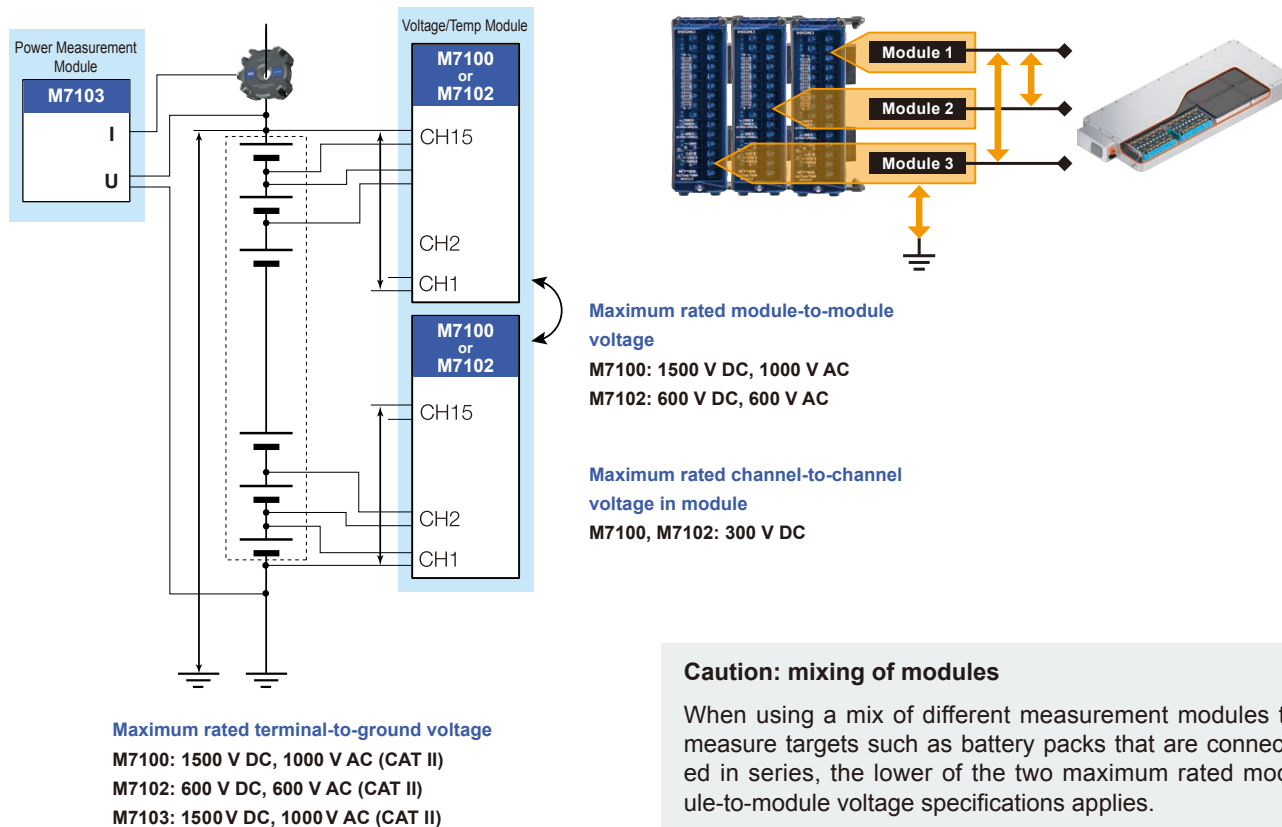 Power Measurement
Module
M7103
I
U
Voltage/Temp Module
M7100
or
M7102
CH15
CH2
CH1
M7100
or
M7102
CH15
CH2
CH1
HIOKI
HIOKI
HIOKI
Module 1
Module 2
Module 3
Maximum rated module-to-module
voltage
M7100: 1500 V DC, 1000 V AC
M7102: 600 V DC, 600 V AC
Maximum rated channel-to-channel
voltage in module
M7100, M7102: 300 V DC
Maximum rated terminal-to-ground voltage
M7100: 1500 V DC, 1000 V AC (CAT II)
M7102: 600 V DC, 600 V AC (CAT II)
M7103: 1500 V DC, 1000 V AC (CAT II)
Caution: mixing of modules
When using a mix of different measurement modules t
measure targets such as battery packs that are connec
ed in series, the lower of the two maximum rated mod
ule-to-module voltage specifications applies.